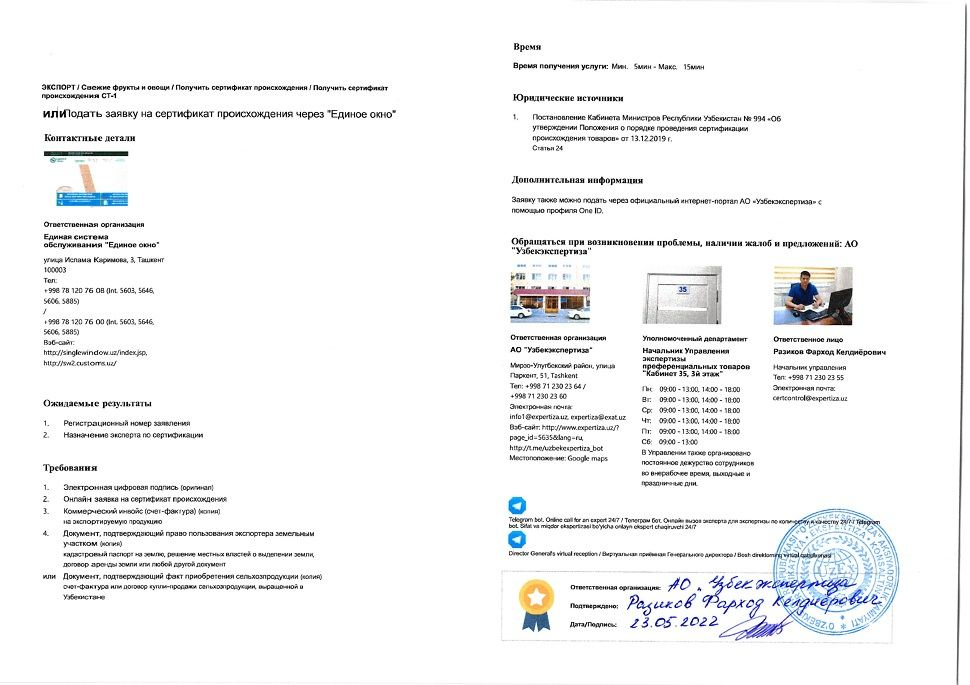 ЭКСПОРТ / Свежие фрукты и овощи / Получить сертификат происхождения / Получить сертификат
происхождения СТ-1
ИЛИ Подать заявку на сертификат происхождения через "Единое окно"
Контактные детали
Ответственная организация
Единая система
обслуживания "Единое окно"
улица Ислама Каримова, 3, Ташкент
100003
Тел:
+998 78 120 76 08 (Int. 5603, 5646,
5606, 5885)
/
+998 78 120 76 00 (Int. 5603, 5646,
5606, 5885)
Вэб-сайт:
http://singlewindow.uz/index.jsp,
http://sw2.customs.uz/
Ожидаемые результаты
1. Регистрационный номер заявления
2. Назначение эксперта по сертификации
Требования
1. Электронная цифровая подпись (оригинал)
2. Онлайн заявка на сертификат происхождения
3. Коммерческий инвойс (счет-фактура) (копия)
на экспортируемую продукцию
4. Документ, подтверждающий право пользования экспортера земельным
участком (копия)
кадастровый паспорт на землю, решение местных властей о выделении земли,
договор аренды земли или любой другой документ
или Документ, подтверждающий факт приобретения сельхозпродукции (копия)
счет-фактура или договор купли-продажи сельхозпродукции, выращенной в
Узбекистане
Время
Время получения услуги: Мин. 5мин - Макс. 15мин
Юридические источники
1. Постановление Кабинета Министров Республики Узбекистан № 994 «Об
утверждении Положения о порядке проведения сертификации
происхождения товаров» от 13.12.2019 г.
Статья 24
Дополнительная информация
Заявку также можно подать через официальный интернет-портал АО «Узбекэкспертиза» с
помощью профиля One ID.
Обращаться при возникновении проблемы, наличии жалоб и предложений: АО
"Узбекэкспертиза"
35
Ответственная организация
АО "Узбекэкспертиза"
Мирзо-Улугбекский район, улица
Паркент, 51, Tashkent
Тел: +998 71 230 23 64 /
+998 71 230 23 60
Электронная почта:
info1@expertiza.uz, expertiza@exat.uz
Вэб-сайт: http://www.expertiza.uz/?
page_id=5635&lang=ru,
http://t.me/uzbekexpertiza_bot
Местоположение: Google maps
Уполномоченный департамент
Начальник Управления
экспертизы
преференциальных товаров
"Кабинет 35, 3й этаж"
Пн: 09:00 - 13:00, 14:00 - 18:00
Вт: 09:00 - 13:00, 14:00 - 18:00
Ср: 09:00 - 13:00, 14:00 - 18:00
Чт: 09:00 - 13:00, 14:00 - 18:00
Пт: 09:00 - 13:00, 14:00 - 18:00
Сб: 09:00 - 13:00
В Управлении также организовано
постоянное дежурство сотрудников
во внерабочее время, выходные и
праздничные дни.
Ответственное лицо
Разиков Фарход Келдиёрович
Начальник управления
Тел: +998 71 230 23 55
Электронная почта:
certcontrol@expertiza.uz
Telegram bot. Online call for an expert 24/7 / Телеграм бот. Онлайн вызов эксперта для экспертизы по количеству и качеству 24/7 / Telegram
bot. Sifat va miqdor ekspertizasi bo'yicha onlayn ekspert chaqiruvchi 24/7
Director General's virtual reception / Виртуальная приёмная Генерального директора / Bosh direktorning virtual qabulxonasi
Ответственная организация: АО „Узбекэкспертиза
Подтверждено: Разиков Фарход Келдиёрович
Дата/Подпись: 23.05.2022